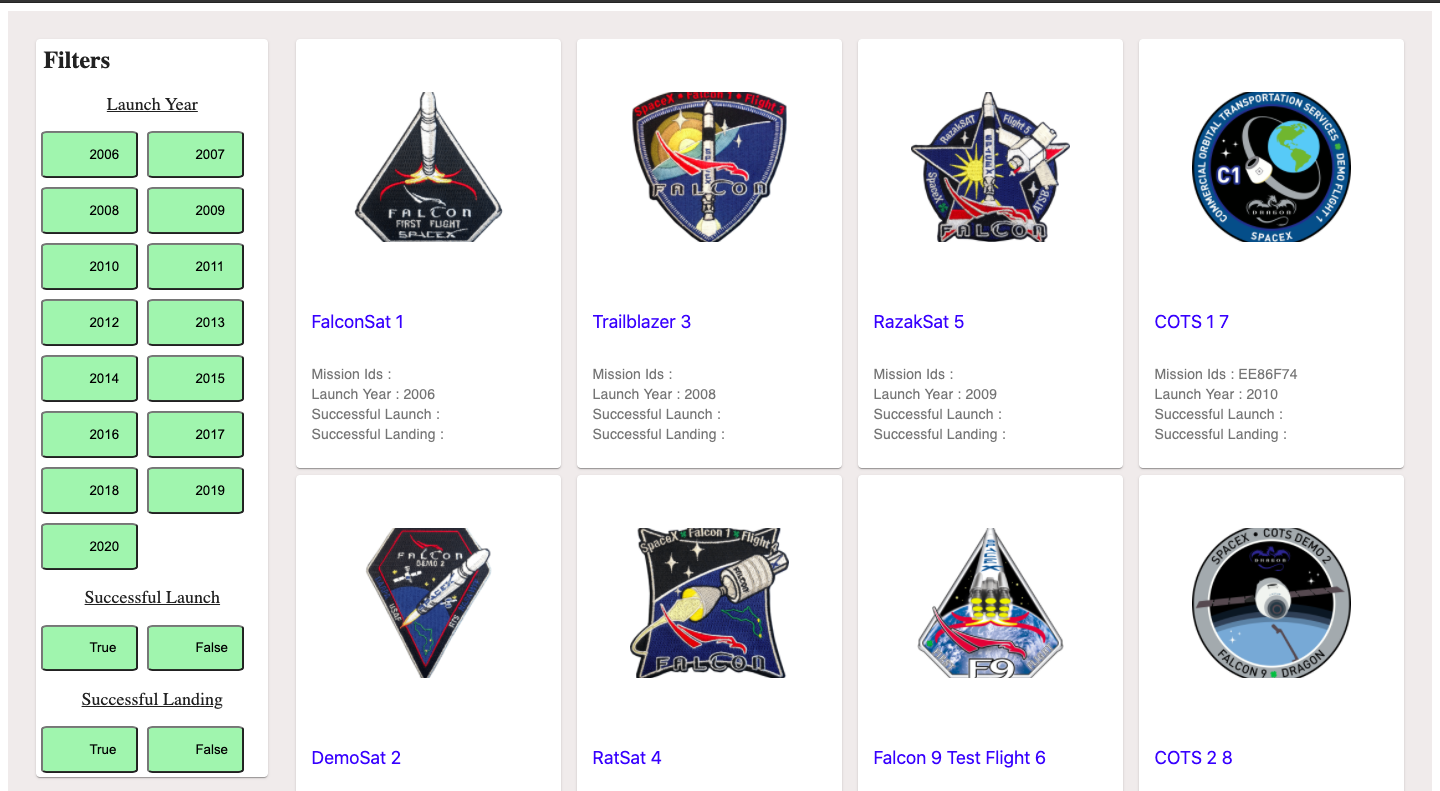 Filters
Launch Year
2006 2007
2008 2009
2010 2011
2012 2013
2014 2015
2016 2017
2018 2019
2020
Successful Launch
True False
Successful Landing
True False
FALCON
FIRST FLIGHT
SPACEX
FalconSat 1
Mission Ids :
Launch Year : 2006
Successful Launch :
Successful Landing :
SpaceX • Falcon 1 • Flight 3
SPACEX
FALCON
Trailblazer 3
Mission Ids :
Launch Year : 2008
Successful Launch :
Successful Landing :
RazakSAT Flight 5
SPACEX
SpaceX ATSB
FALCON
RazakSat 5
Mission Ids :
Launch Year : 2009
Successful Launch :
Successful Landing :
COMMERCIAL ORBITAL TRANSPORTATION SERVICES DEMO FLIGHT 1
C1
DRAGON
SPACEX
COTS 1 7
Mission Ids : EE86F74
Launch Year : 2010
Successful Launch :
Successful Landing :
FALCON
DEMO 2
SPACEX
DemoSat 2
SpaceX Falcon 1 Flight 4
FALCON
FALCON
RatSat 4
SPACEX
F9
Falcon 9 Test Flight 6
SPACEX • COTS DEMO 2
DRAGON
FALCON 9 DRAGON
COTS 2 8